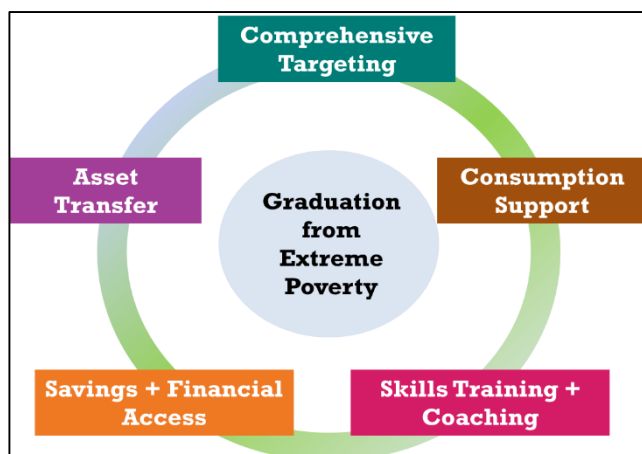 Comprehensive
Targeting
Asset
Transfer
Consumption
Support
Graduation
from
Extreme
Poverty
Savings + Financial
Access
Skills Training +
Coaching